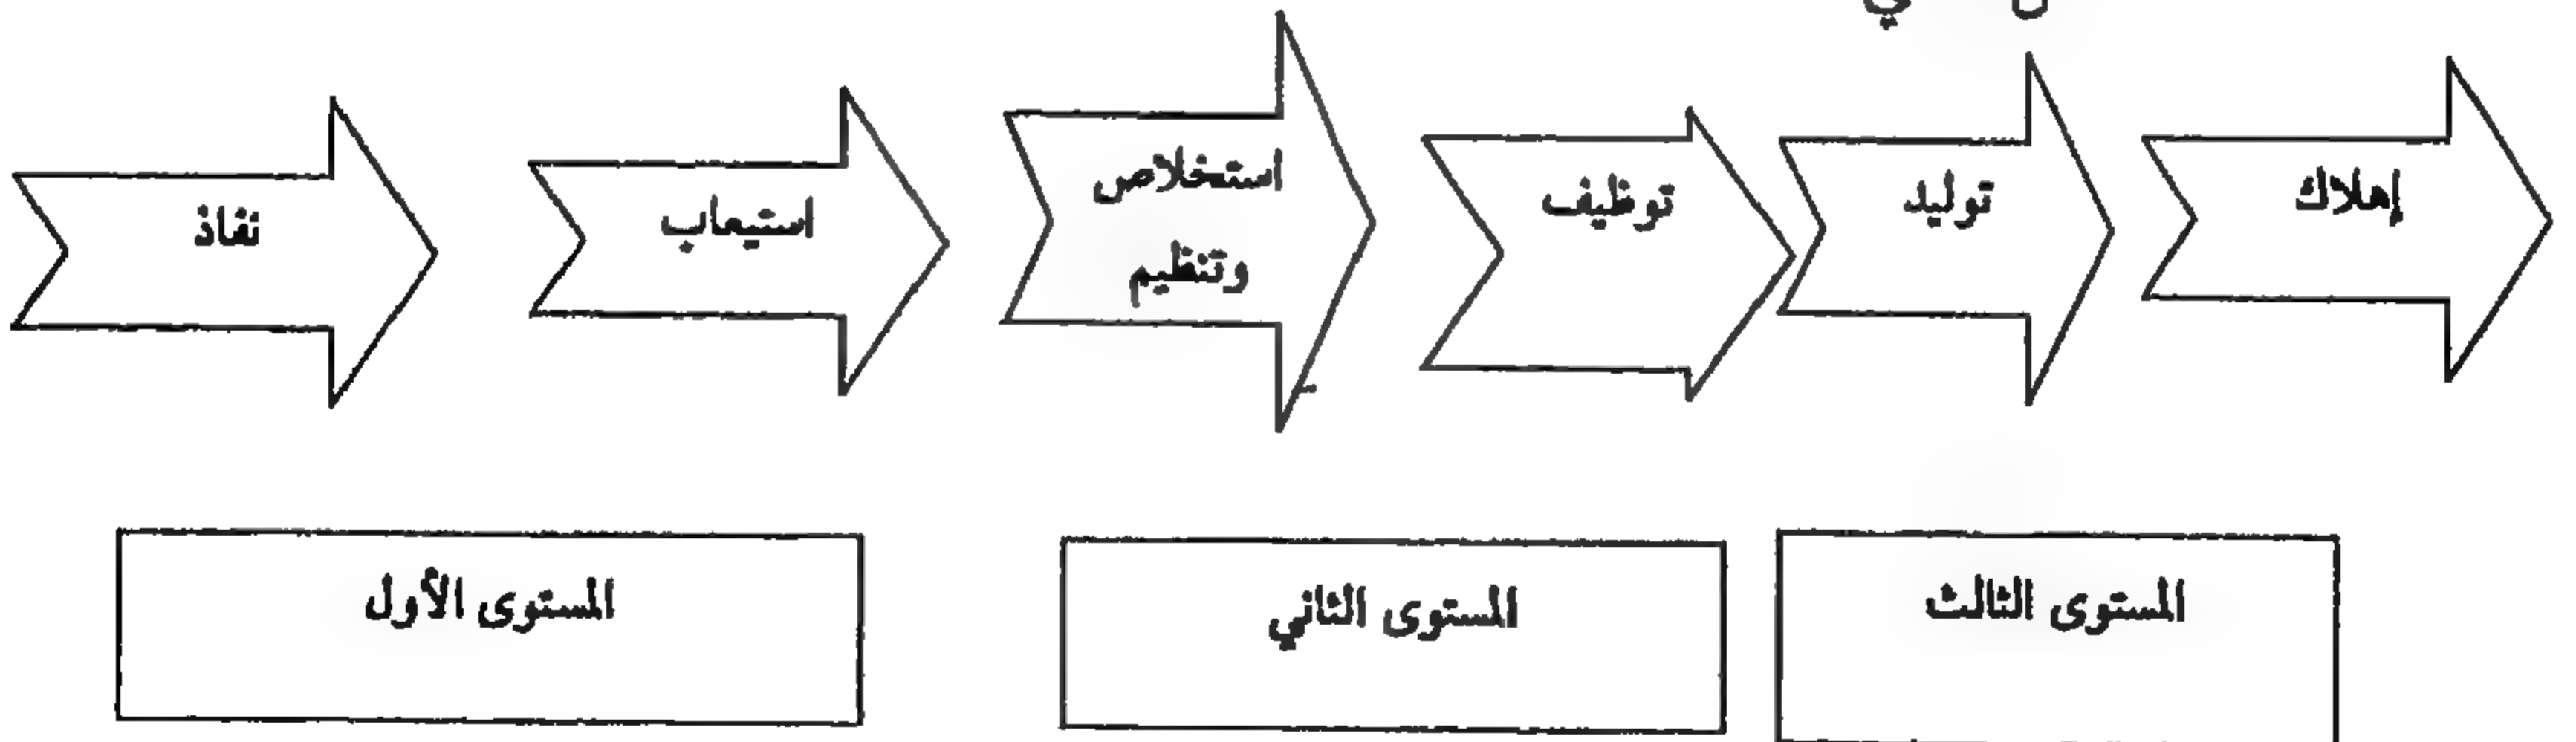 نفاذ
استيعاب
استخلاص
وتنظيم
توظيف
توليد
إهلاك
المستوى الأول
المستوى الثاني
المستوى الثالث